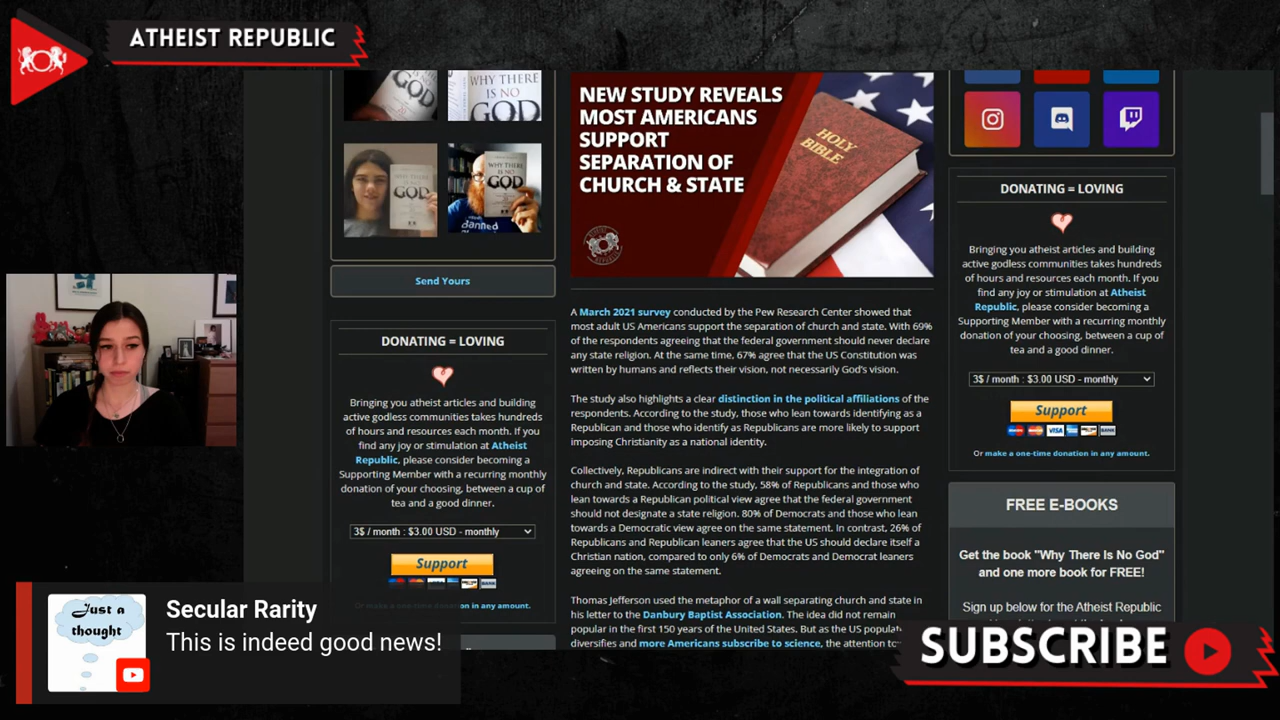 ATHEIST REPUBLIC
WHY THERE
IS NO
GOD
WHY THERE
IS NO
GOD
Send Yours
DONATING = LOVING
Bringing you atheist articles and building
active godless communities takes hundreds
of hours and resources each month. If you
find any joy or stimulation at Atheist
Republic, please consider becoming a
Supporting Member with a recurring monthly
donation of your choosing, between a cup of
tea and a good dinner.
3$ / month : $3.00 USD - monthly
Support
VISA
BANK
in any amount.
NEW STUDY REVEALS
MOST AMERICANS
SUPPORT
SEPARATION OF
CHURCH & STATE
HOLY
BIBLE
A March 2021 survey conducted by the Pew Research Center showed that
most adult US Americans support the separation of church and state. With 69%
of the respondents agreeing that the federal government should never declare
any state religion. At the same time, 67% agree that the US Constitution was
written by humans and reflects their vision, not necessarily God's vision.
The study also highlights a clear distinction in the political affiliations of the
respondents. According to the study, those who lean towards identifying as a
Republican and those who identify as Republicans are more likely to support
imposing Christianity as a national identity.
Collectively, Republicans are indirect with their support for the integration of
church and state. According to the study, 58% of Republicans and those who
lean towards a Republican political view agree that the federal government
should not designate a state religion. 80% of Democrats and those who lean
towards a Democratic view agree on the same statement. In contrast, 26% of
Republicans and Republican leaners agree that the US should declare itself a
Christian nation, compared to only 6% of Democrats and Democrat leaners
agreeing on the same statement.
Thomas Jefferson used the metaphor of a wall separating church and state in
his letter to the Danbury Baptist Association. The idea did not remain
popular in the first 150 years of the United States. But as the US
diversifies and more Americans subscribe to science, the attention
DONATING = LOVING
Bringing you atheist articles and building
active godless communities takes hundreds
of hours and resources each month. If you
find any joy or stimulation at Atheist
Republic, please consider becoming a
Supporting Member with a recurring monthly
donation of your choosing, between a cup of
tea and a good dinner.
3$ / month : $3.00 USD - monthly
Support
VISA
BANK
Or make a one-time donation in any amount.
FREE E-BOOKS
Get the book "Why There Is No God"
and one more book for FREE!
Sign up below for the Atheist Republic
Just a
thought
Secular Rarity
This is indeed good news!
SUBSCRIBE